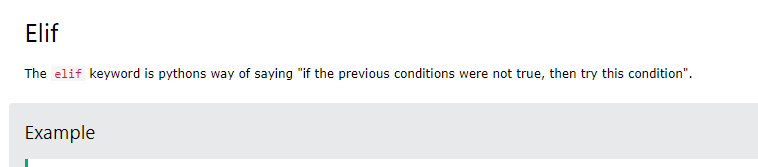 Elif
The elif keyword is pythons way of saying "if the previous conditions were not true, then try this condition".
Example